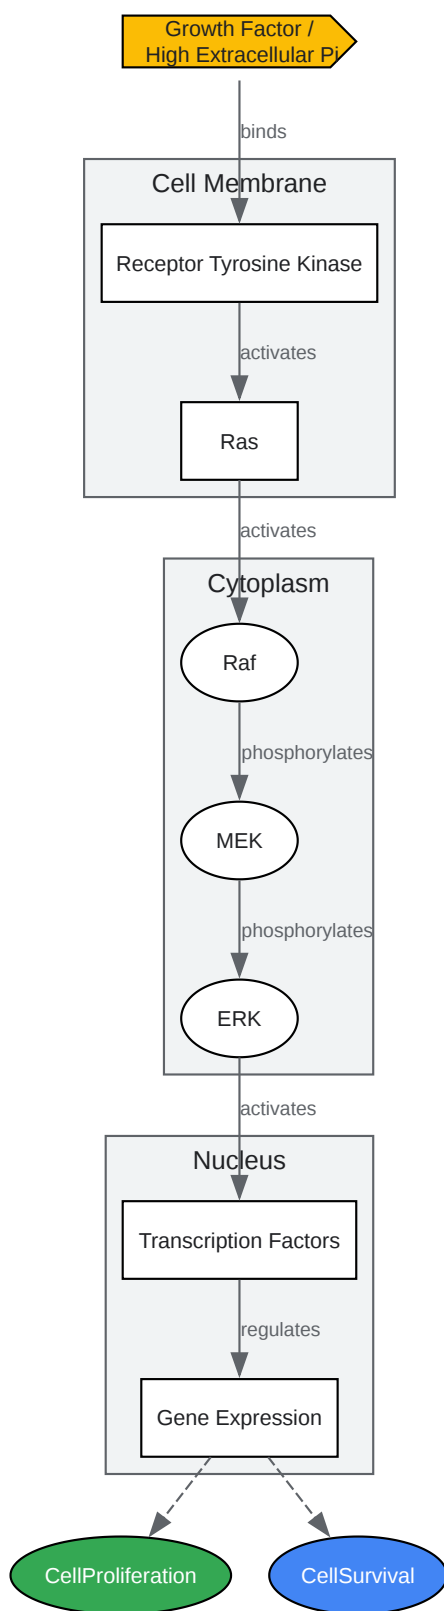 Growth Factor /
High Extracellular Pi
binds
Cell Membrane
Receptor Tyrosine Kinase
activates
Ras
activates
Cytoplasm
Raf
phosphorylates
MEK
phosphorylates
ERK
activates
Nucleus
Transcription Factors
regulates
Gene Expression
CellProliferation
CellSurvival